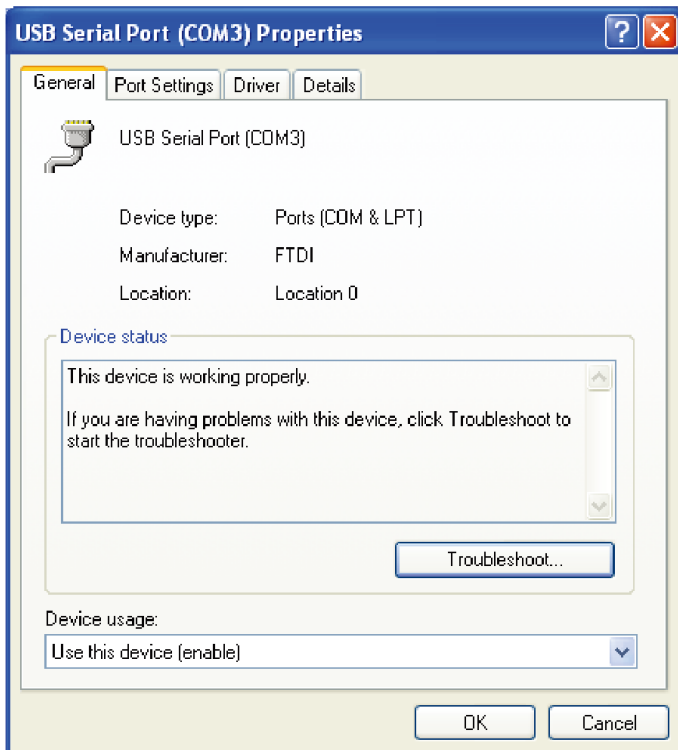 USB Serial Port (COM3) Properties
?
General Port Settings Driver Details
USB Serial Port (COM3)
Device type: Ports (COM & LPT)
Manufacturer: FTDI
Location: Location 0
Device status
This device is working properly.
If you are having problems with this device, click Troubleshoot to
start the troubleshooter.
Troubleshoot...
Device usage:
Use this device (enable)
OK Cancel